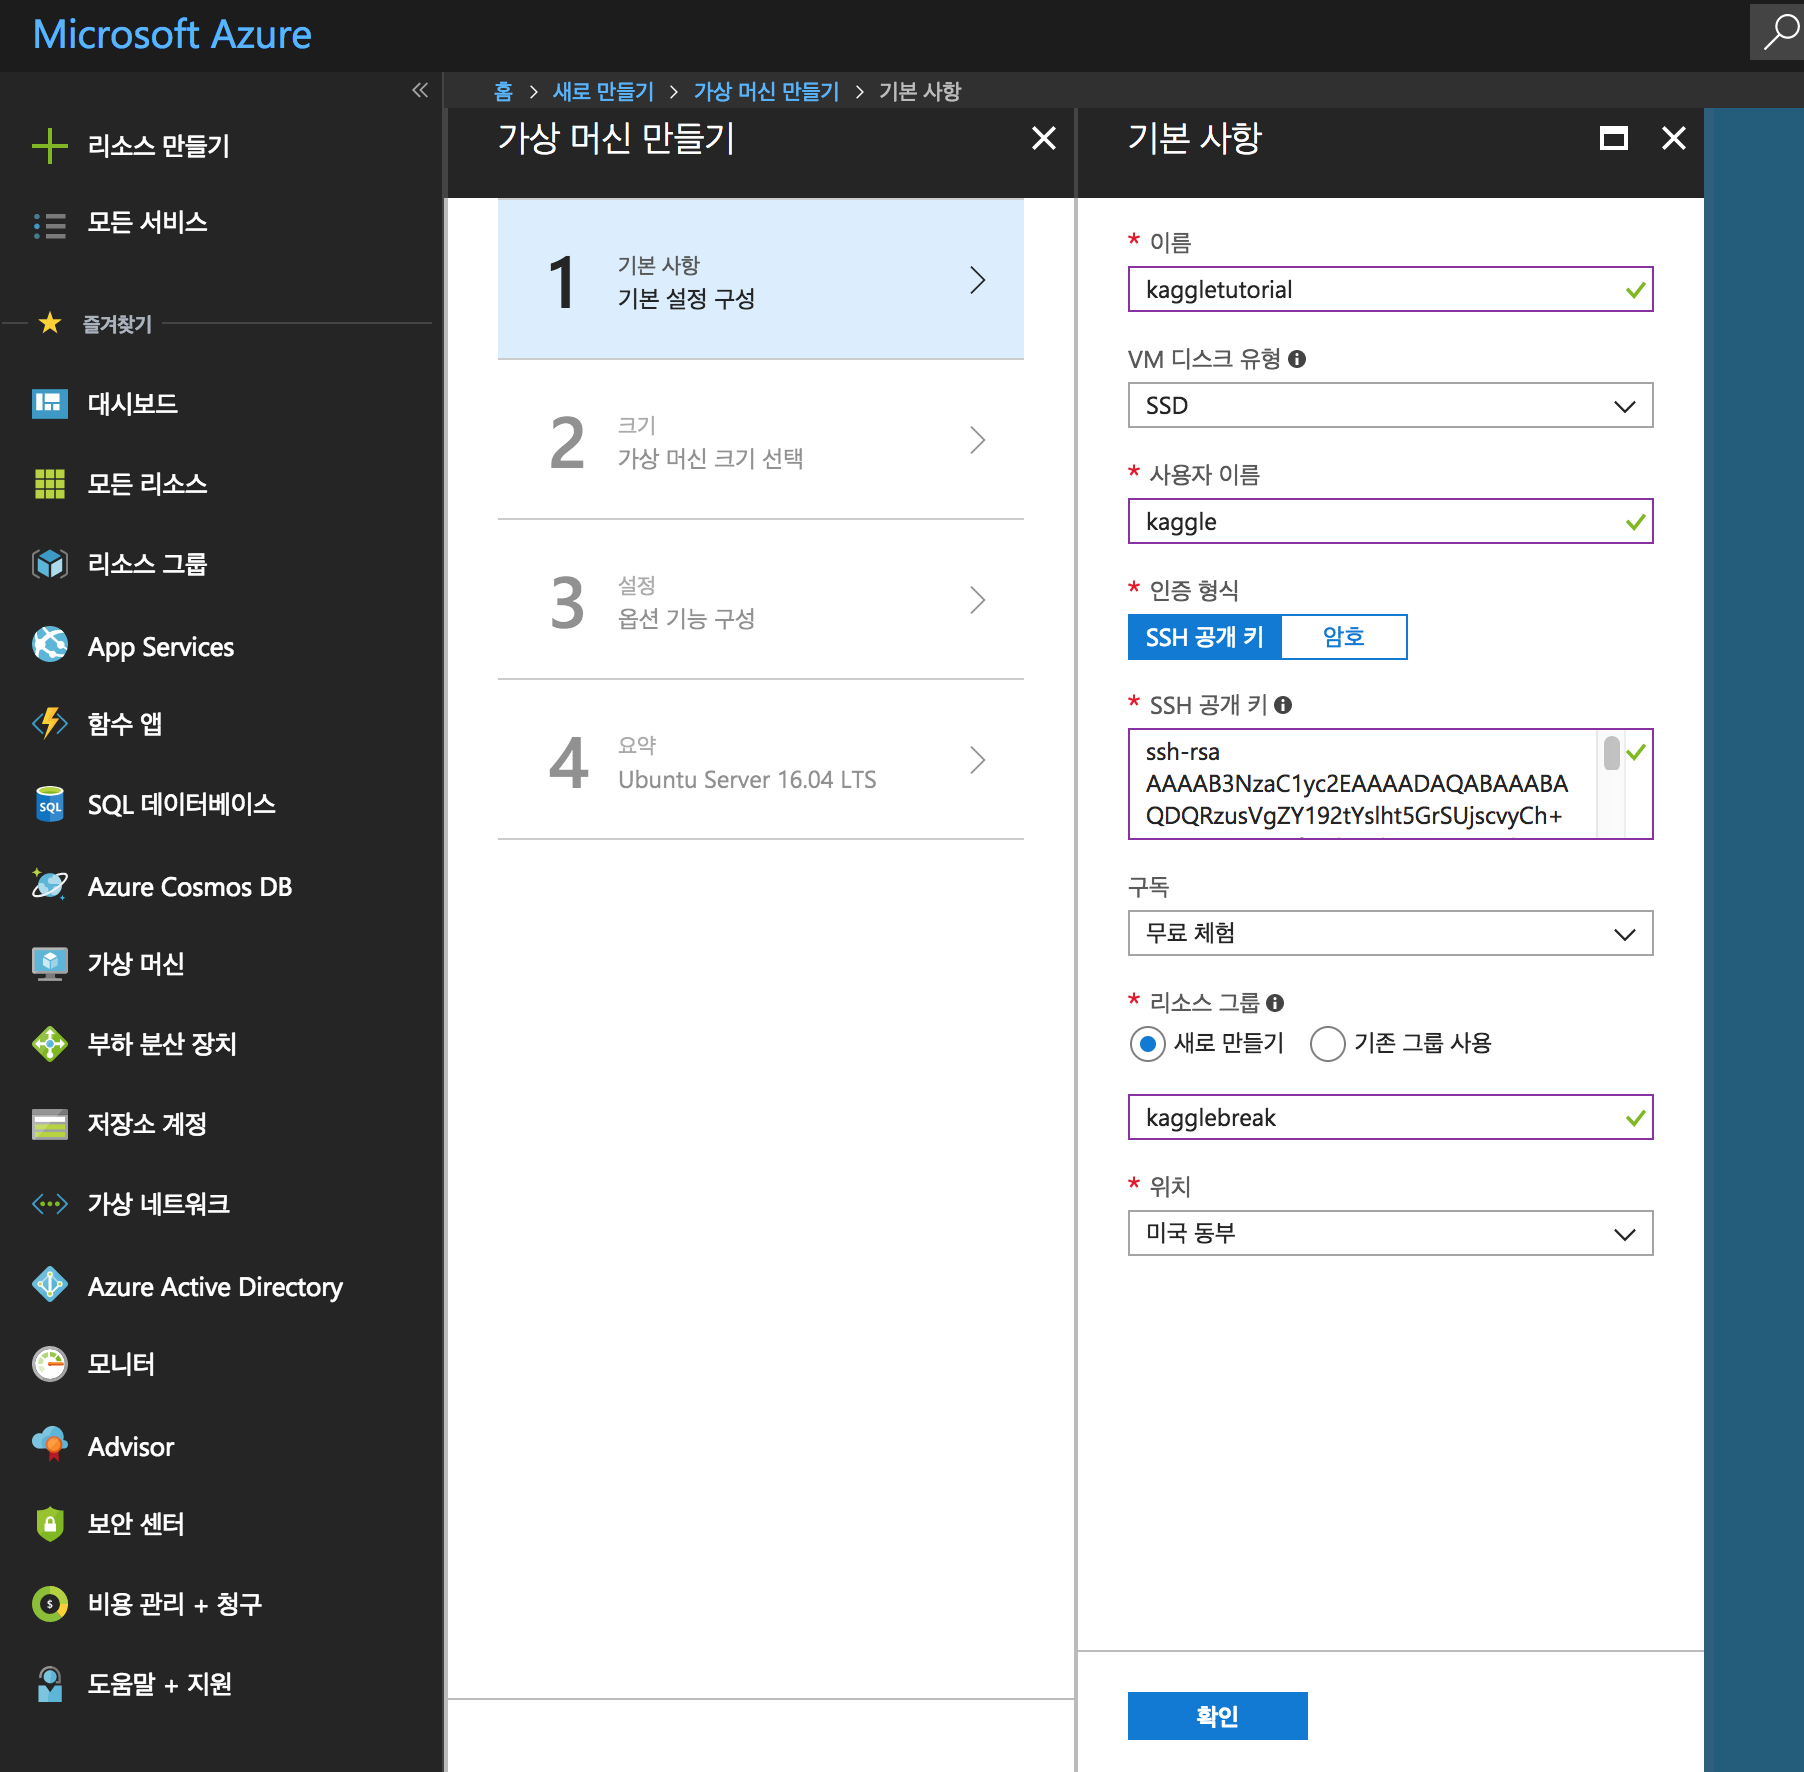 Microsoft Azure
홈 > 새로 만들기 > 가상 머신 만들기 > 기본 사항
리소스 만들기
모든 서비스
즐겨찾기
대시보드
모든 리소스
리소스 그룹
App Services
함수 앱
SQL 데이터베이스
Azure Cosmos DB
가상 머신
부하 분산 장치
저장소 계정
가상 네트워크
Azure Active Directory
모니터
Advisor
보안 센터
비용 관리 + 청구
도움말 + 지원
가상 머신 만들기
1
기본 사항
기본 설정 구성
2
크기
가상 머신 크기 선택
3
설정
옵션 기능 구성
4
요약
Ubuntu Server 16.04 LTS
기본 사항
* 이름
kaggletutorial
VM 디스크 유형
SSD
* 사용자 이름
kaggle
* 인증 형식
SSH 공개 키 암호
* SSH 공개 키
ssh-rsa
AAAAB3NzaC1yc2EAAAADAQABAAABA
QDQRzusVgZY192tYslht5GrSUjscvyCh+
구독
무료 체험
* 리소스 그룹
새로 만들기 기존 그룹 사용
kagglebreak
* 위치
미국 동부
확인